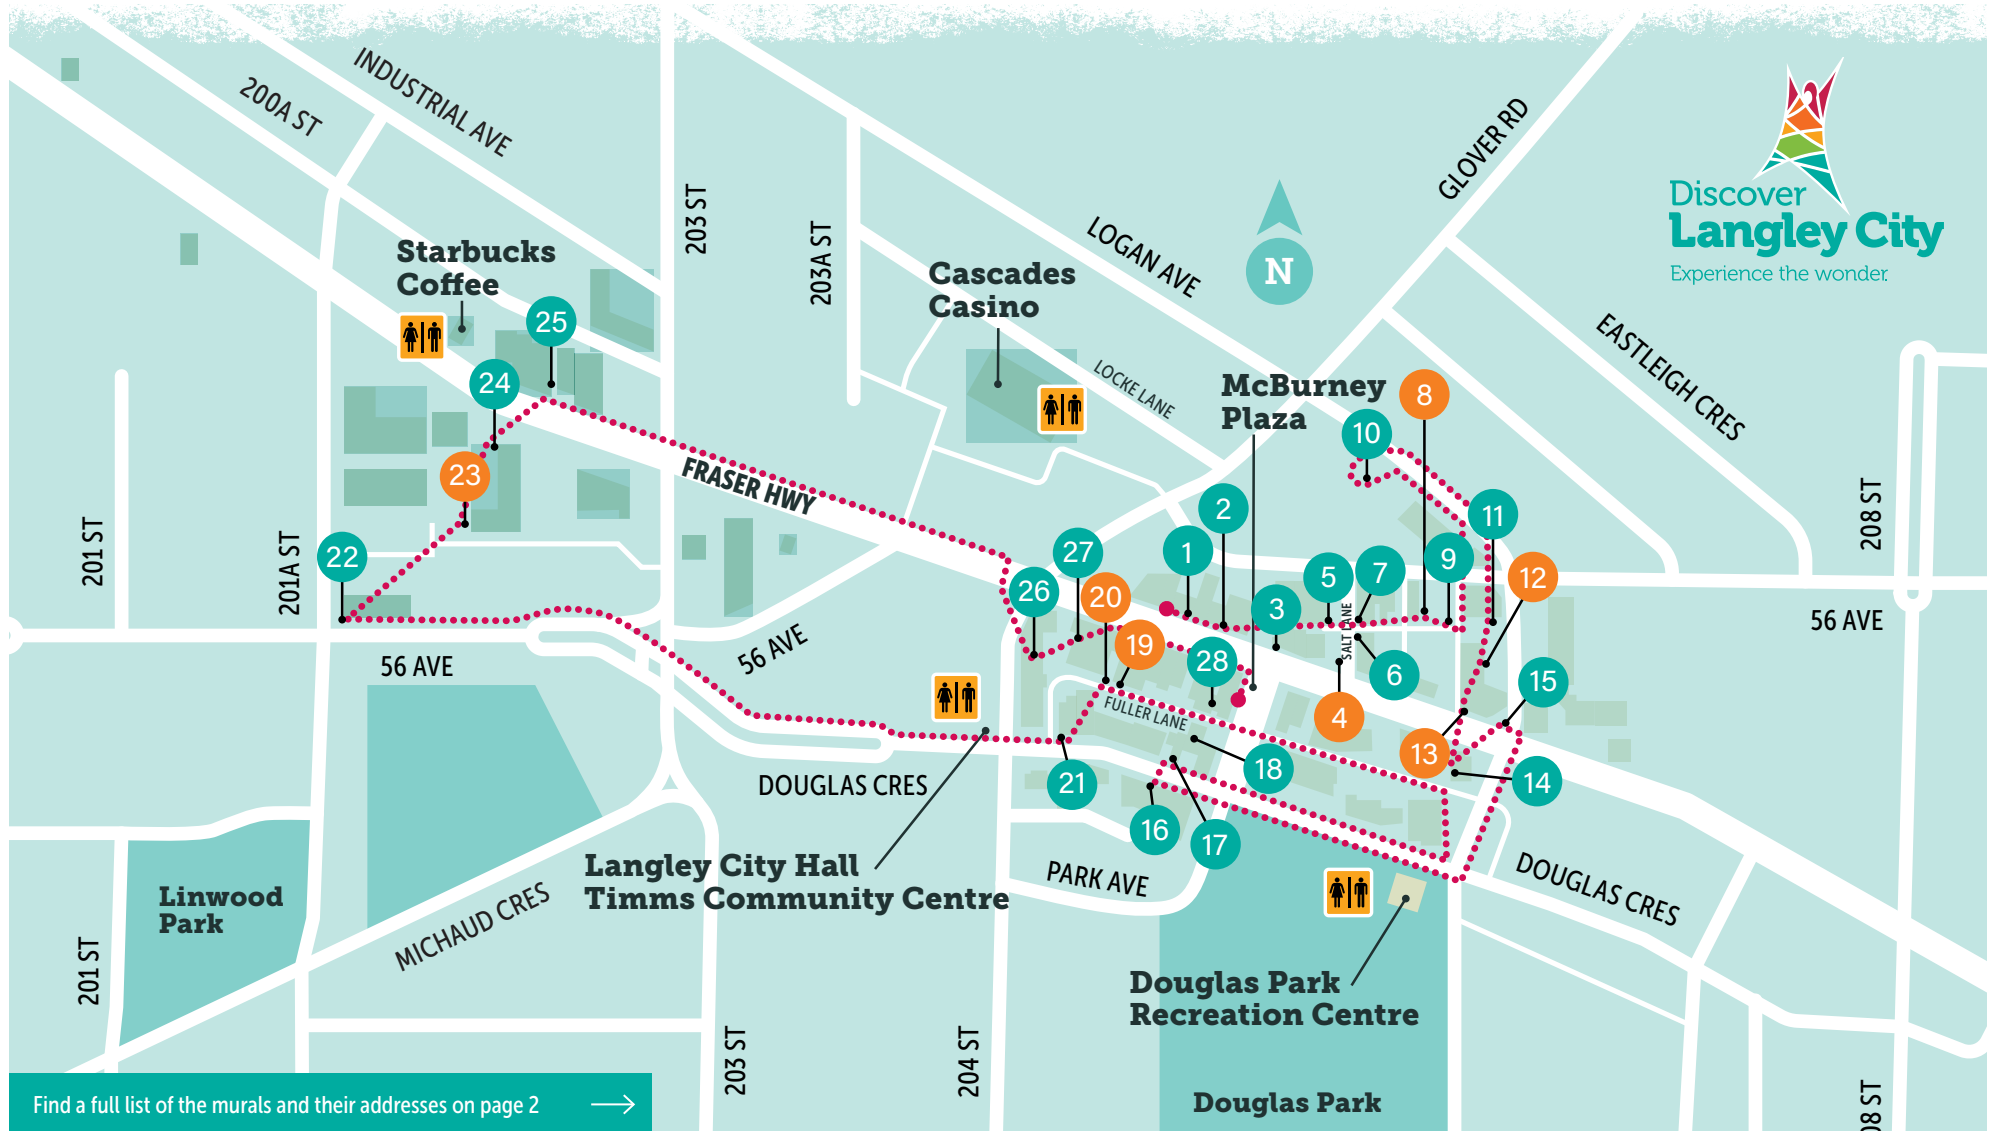 INDUSTRIAL AVE
200A ST
GLOVER RD
Discover
Langley City
Experience the wonder.
203 ST
203A ST
LOGAN AVE
N
Starbucks
Coffee
Cascades
Casino
LOCKE LANE
EASTLEIGH CRES
McBurney
Plaza
25
24
23
22
8
10
FRASER HWY
208 ST
201 ST
201A ST
2
11
1
27
9
5
7
12
26
20
3
SALT LANE
56 AVE
56 AVE
56 AVE
19
28
6
15
FULLER LANE
4
13
18
14
21
DOUGLAS CRES
16
17
Langley City Hall
Timms Community Centre
PARK AVE
DOUGLAS CRES
Linwood
Park
MICHAUD CRES
201 ST
Douglas Park
Recreation Centre
203 ST
204 ST
08 ST
Douglas Park
Find a full list of the murals and their addresses on page 2